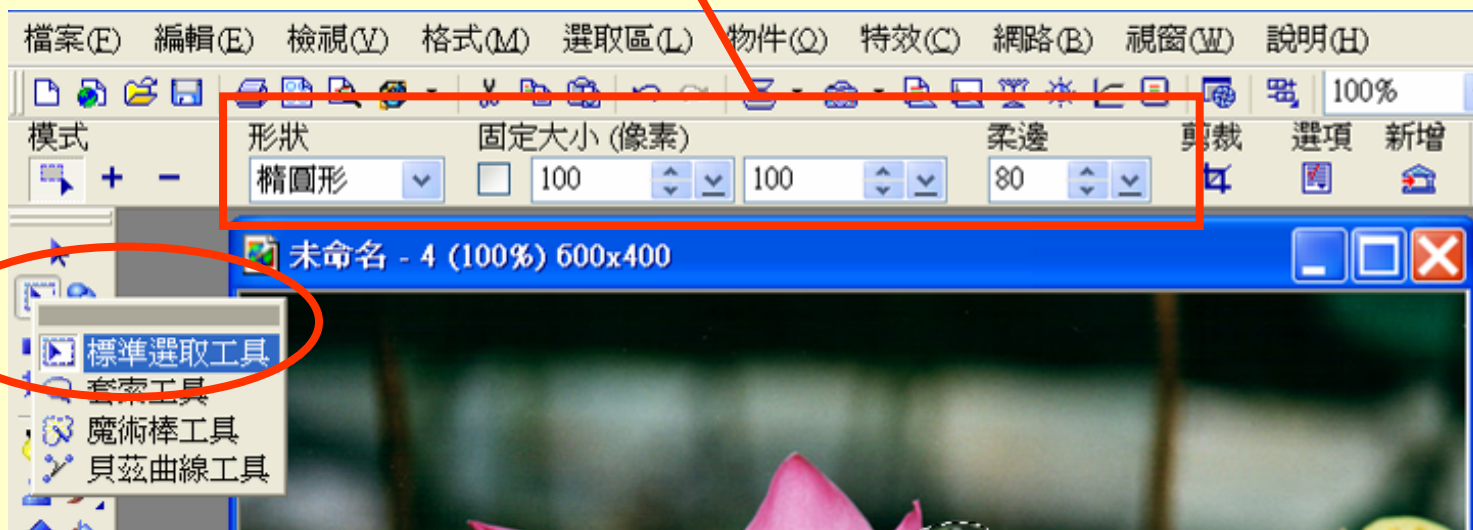 檔案(F) 編輯(E) 檢視(V) 格式(M) 選取區(L) 物件(O) 特效(C) 網路(B) 視窗(W) 說明(H)
100%
模式 形狀 固定大小 (像素) 柔邊 剪裁 選項 新增
橢圓形 100 100 80
未命名 - 4 (100%) 600x400
標準選取工具
套索工具
魔術棒工具
貝茲曲線工具